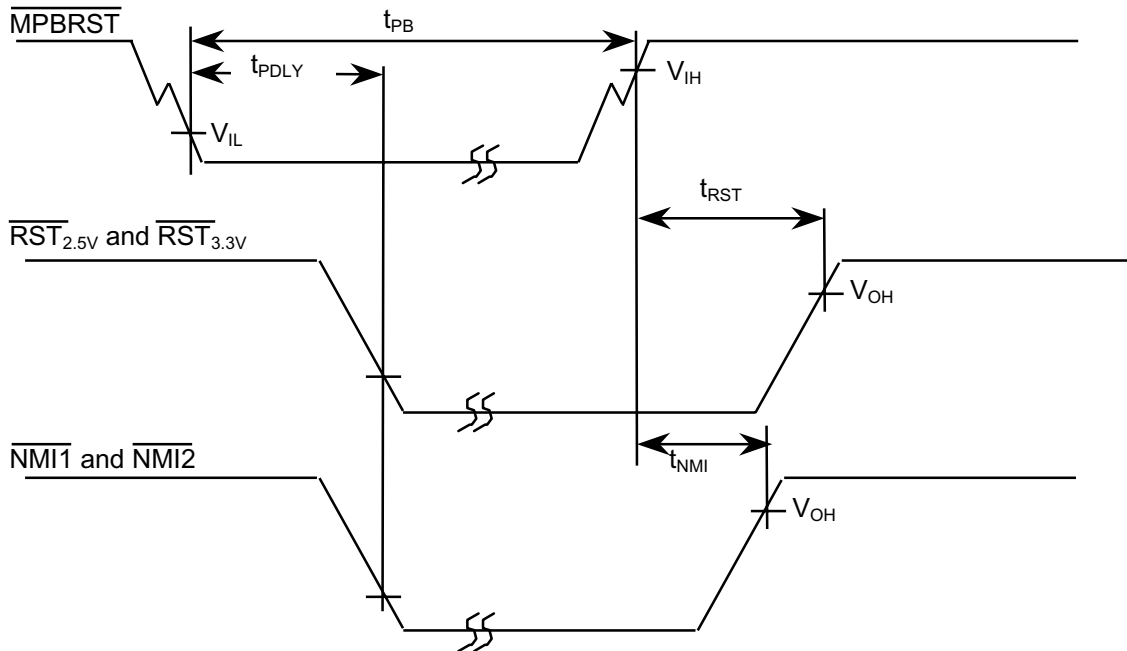 MPBRST
tPB
tPDLY
VIH
VIL
tRST
RST2.5V and RST3.3V
VOH
tNMI
NMI1 and NMI2
VOH